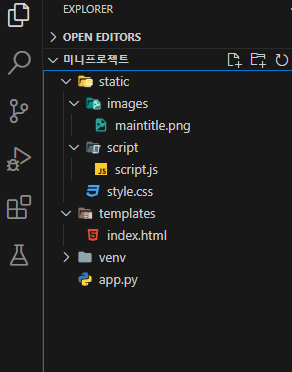 EXPLORER
OPEN EDITORS
미니프로젝트
static
images
maintitle.png
script
JS script.js
style.css
templates
index.html
venv
app.py